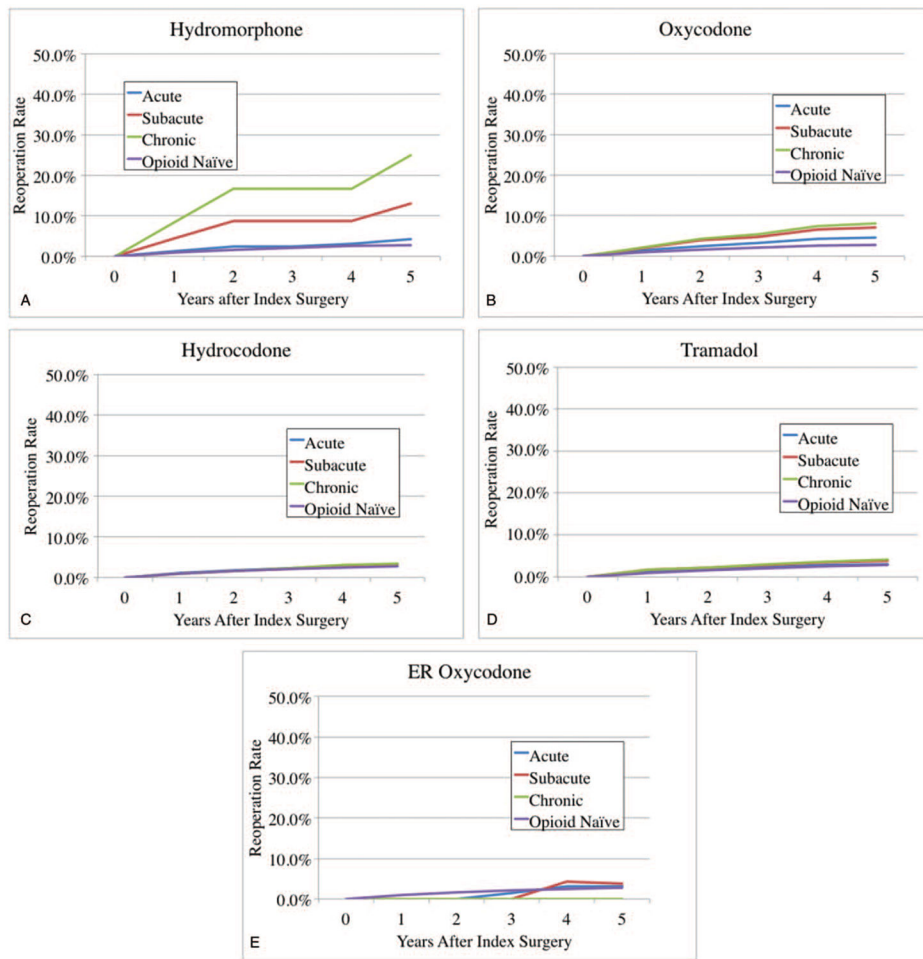 Hydromorphone
50.0%
40.0%
30.0%
20.0%
10.0%
0.0%
Reoperation Rate
Acute
Subacute
Chronic
Opioid Naïve
0 1 2 3 4 5
Years after Index Surgery
A
Oxycodone
50.0%
40.0%
30.0%
20.0%
10.0%
0.0%
Reoperation Rate
Acute
Subacute
Chronic
Opioid Naïve
0 1 2 3 4 5
Years After Index Surgery
B
Hydrocodone
50.0%
40.0%
30.0%
20.0%
10.0%
0.0%
Reoperation Rate
Acute
Subacute
Chronic
Opioid Naïve
0 1 2 3 4 5
Years After Index Surgery
C
Tramadol
50.0%
40.0%
30.0%
20.0%
10.0%
0.0%
Reoperation Rate
Acute
Subacute
Chronic
Opioid Naïve
0 1 2 3 4 5
Years After Index Surgery
D
ER Oxycodone
50.0%
40.0%
30.0%
20.0%
10.0%
0.0%
Reoperation Rate
Acute
Subacute
Chronic
Opioid Naïve
0 1 2 3 4 5
Years After Index Surgery
E